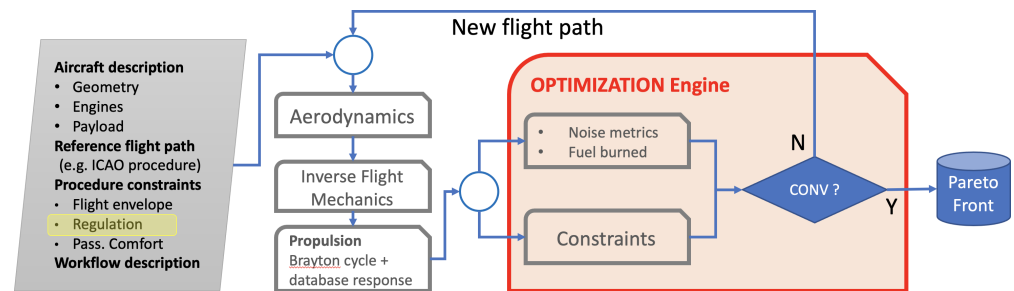 New flight path
Aircraft description
• Geometry
• Engines
• Payload
Reference flight path
(e.g. ICAO procedure)
Procedure constraints
• Flight envelope
• Regulation
• Pass. Comfort
Workflow description
Aerodynamics
Inverse Flight
Mechanics
Propulsion
Brayton cycle +
database response
OPTIMIZATION Engine
• Noise metrics
• Fuel burned
Constraints
N
CONV ?
Y
Pareto
Front